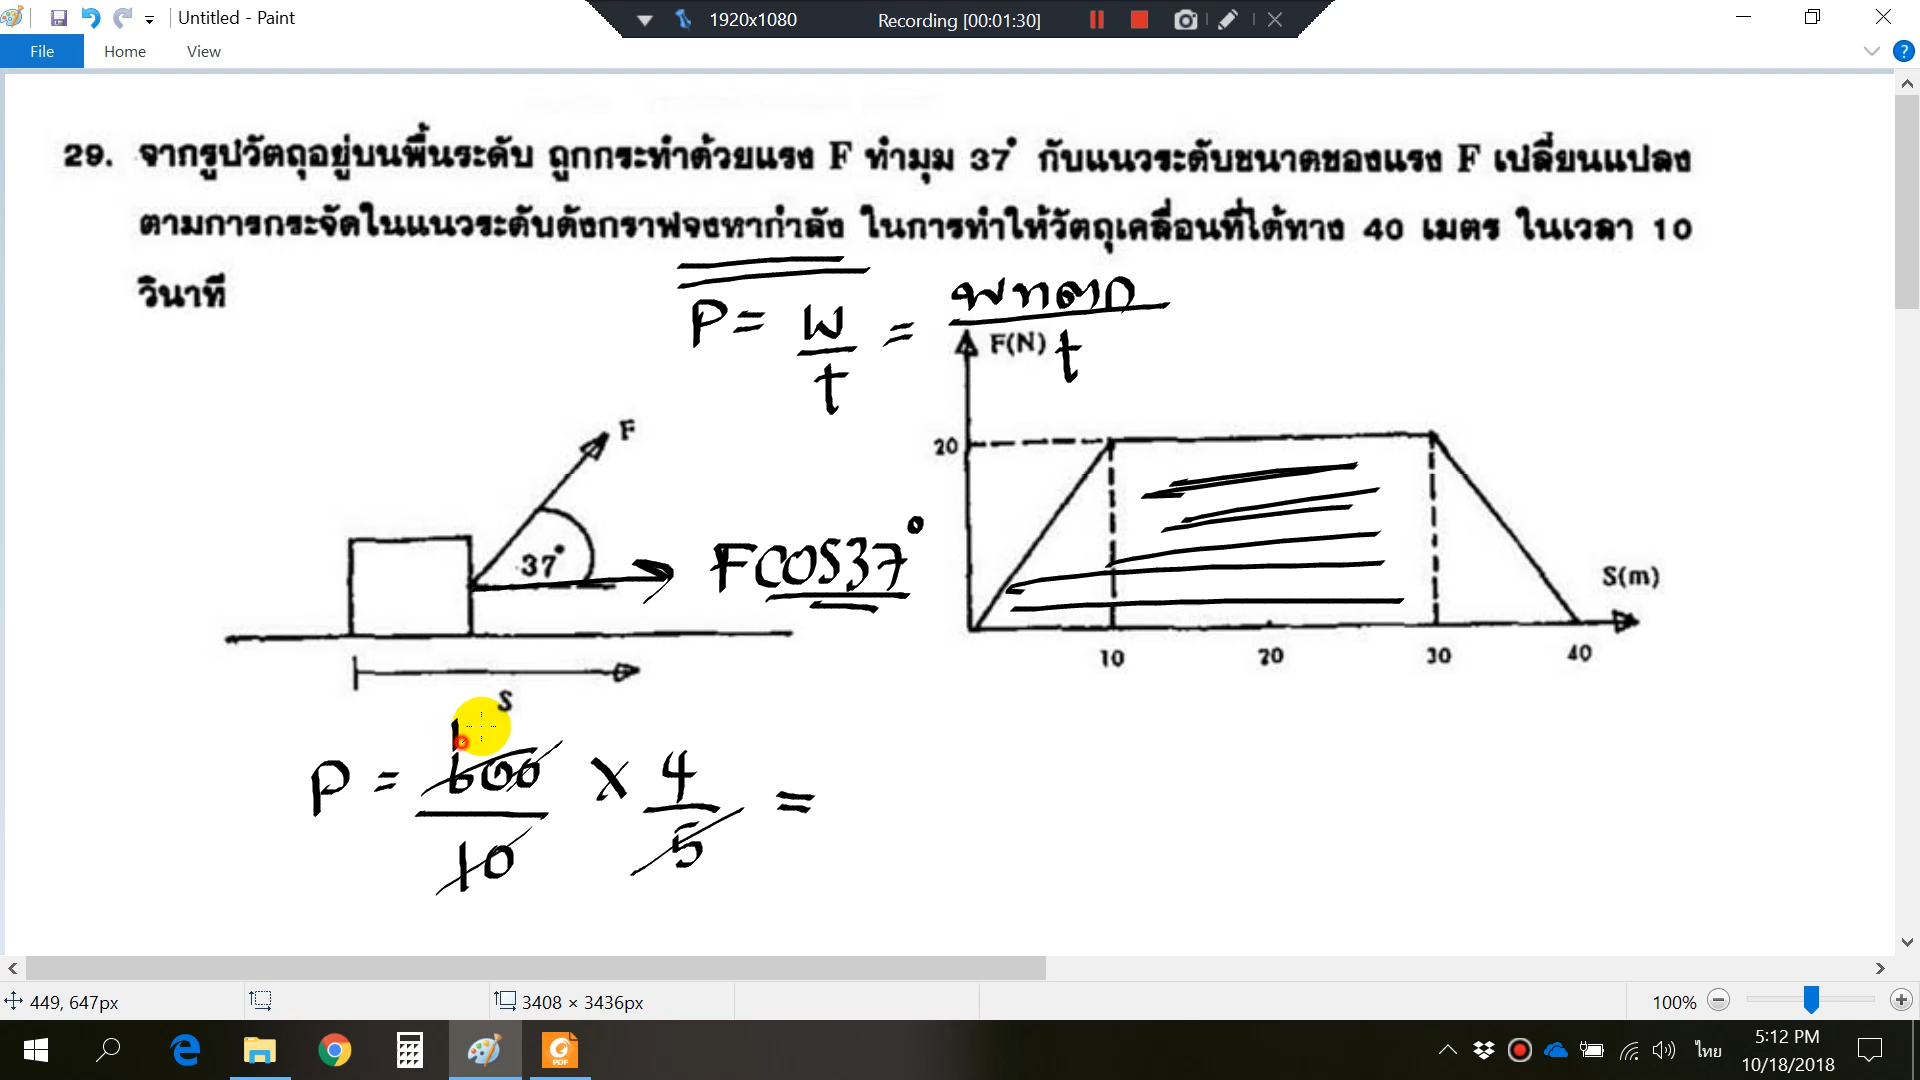 Untitled - Paint
1920x1080
Recording [00:01:30]
File
Home
View
29. จากรูปวัตถุอยู่บนพื้นระดับ ถูกกระทำด้วยแรง F ทำมุม 37° กับแนวระดับขนาดของแรง F เปลี่ยนแปลง
ตามการกระจัดในแนวระดับดังกราฟจงหากำลัง ในการทำให้วัตถุเคลื่อนที่ได้ทาง 40 เมตร ในเวลา 10
วินาที
P = W/t = พทตก/t
F(N)
F
20
37°
Fcos37°
S(m)
10
20
30
40
S
P = 600/10 × 4/5 =
449, 647px
3408 × 3436px
100%
PDF
ไทย
5:12 PM
10/18/2018